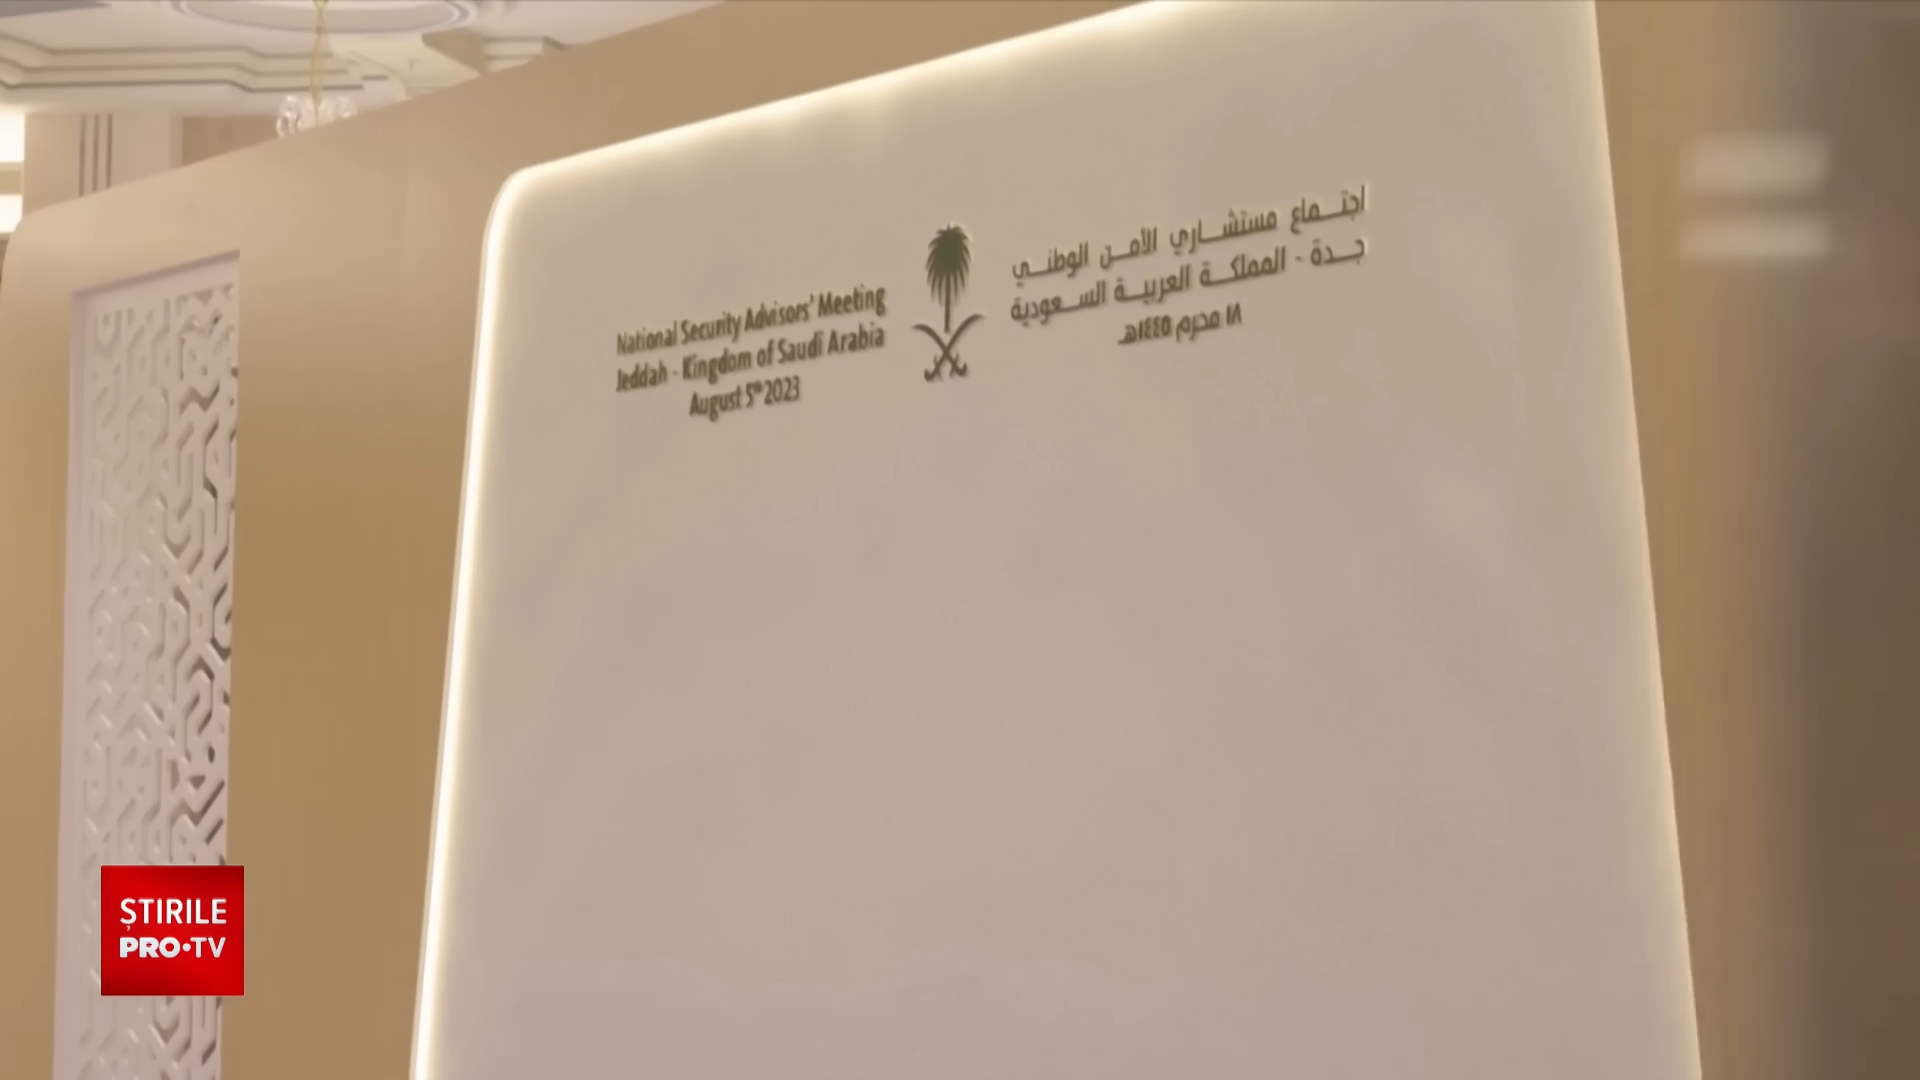 National Security Advisors' Meeting
Jeddah - Kingdom of Saudi Arabia
August 5th 2023
اجتماع مستشاري الأمن الوطني
جدة - المملكة العربية السعودية
١٨ محرم ١٤٤٥هـ
ȘTIRILE
PRO•TV